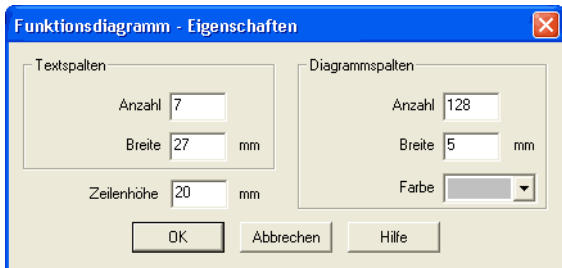 Funktionsdiagramm - Eigenschaften
Textspalten
Anzahl 7
Breite 27 mm
Zeilenhöhe 20 mm
Diagrammspalten
Anzahl 128
Breite 5 mm
Farbe
OK Abbrechen Hilfe